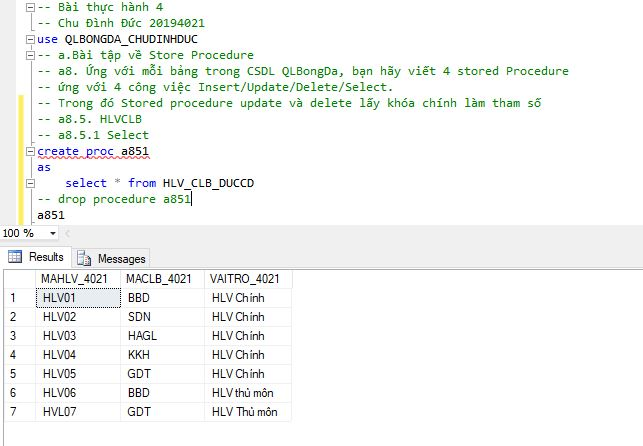 -- Bài thực hành 4
-- Chu Đình Đức 20194021
use QLBONGDA_CHUDINHDUC
-- a.Bài tập về Store Procedure
-- a8. Ứng với mỗi bảng trong CSDL QLBongDa, bạn hãy viết 4 stored Procedure
-- ứng với 4 công việc Insert/Update/Delete/Select.
-- Trong đó Stored procedure update và delete lấy khóa chính làm tham số
-- a8.5. HLVCLB
-- a8.5.1 Select
create proc a851
as
select * from HLV_CLB_DUCCD
-- drop procedure a851
a851
100 %
Results Messages
MAHLV_4021 MACLB_4021 VAITRO_4021
1 HLV01 BBD HLV Chính
2 HLV02 SDN HLV Chính
3 HLV03 HAGL HLV Chính
4 HLV04 KKH HLV Chính
5 HLV05 GDT HLV Chính
6 HLV06 BBD HLV thủ môn
7 HVL07 GDT HLV Thủ môn